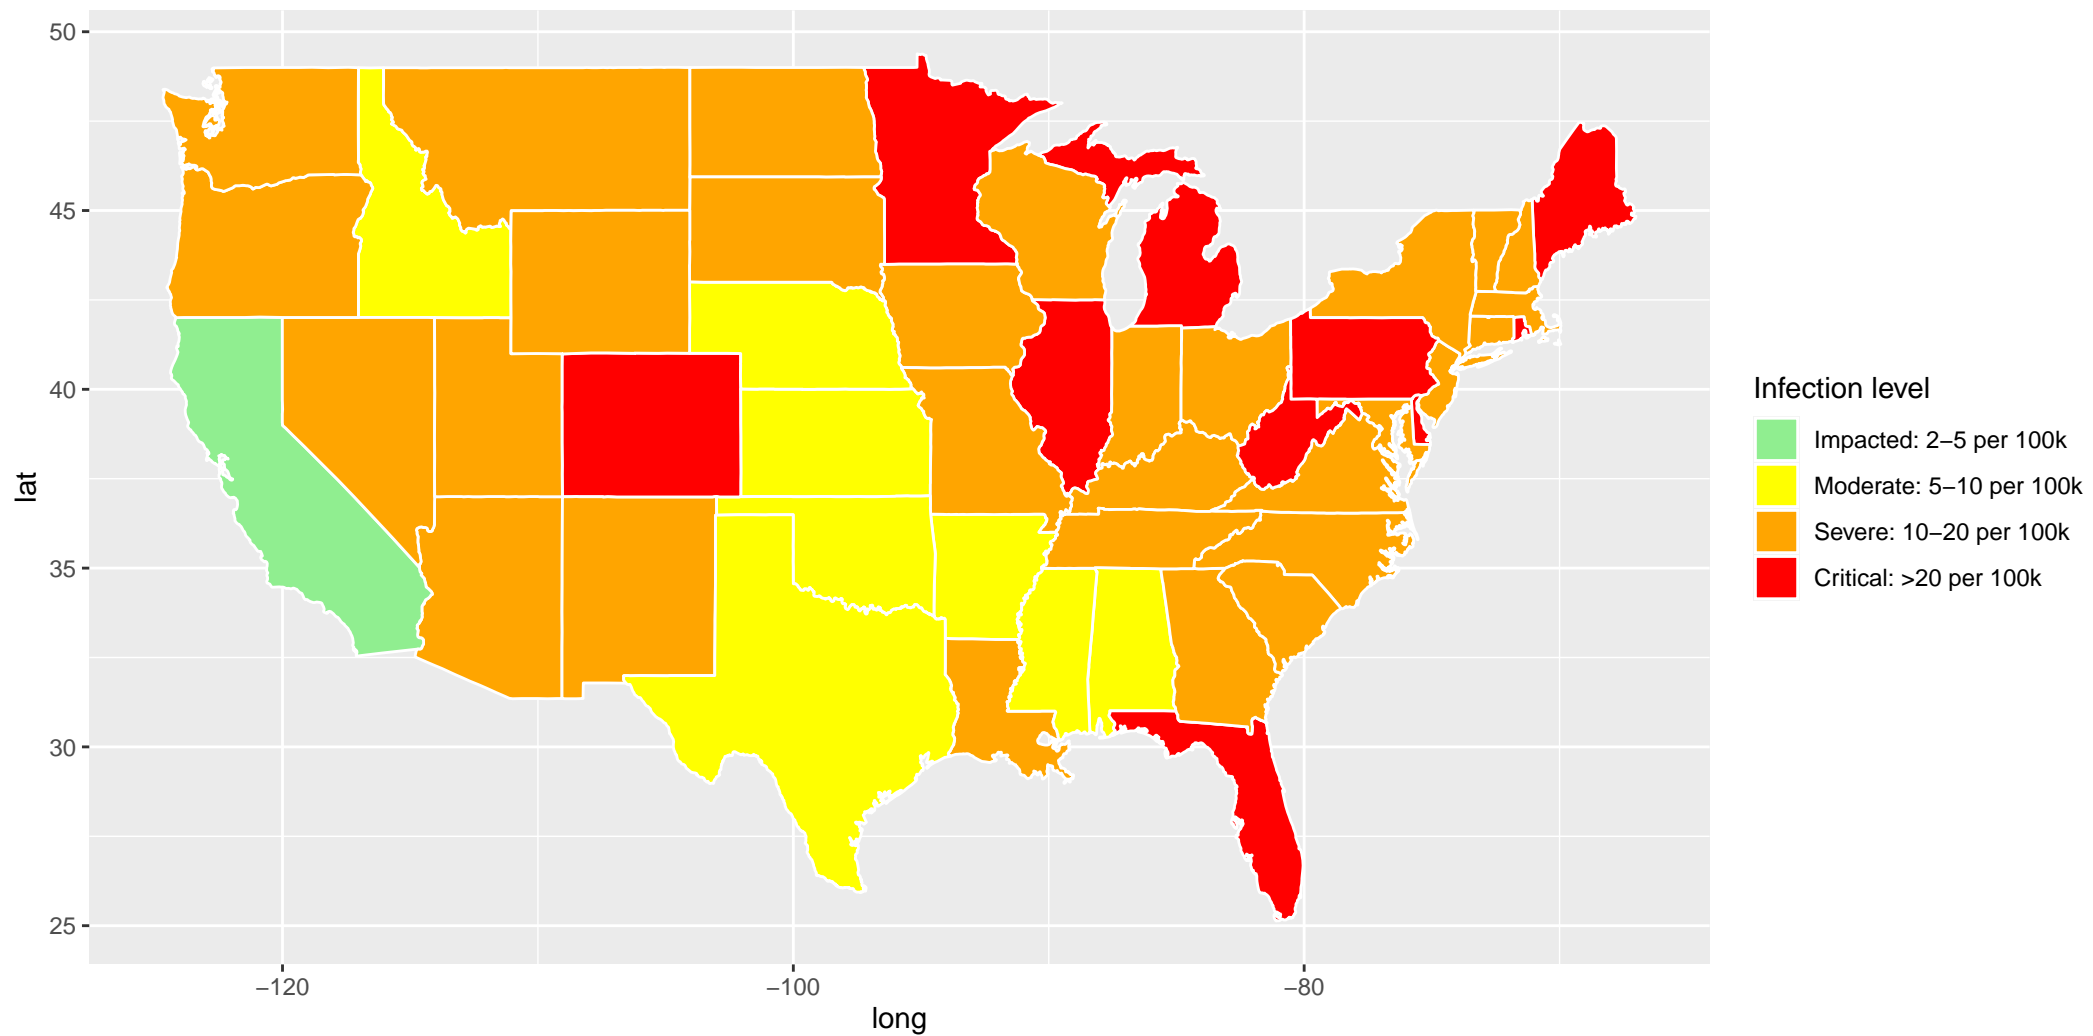 50
45
40
35
30
25
lat
−120
−100
−80
long
Infection level
Impacted: 2−5 per 100k
Moderate: 5−10 per 100k
Severe: 10−20 per 100k
Critical: >20 per 100k